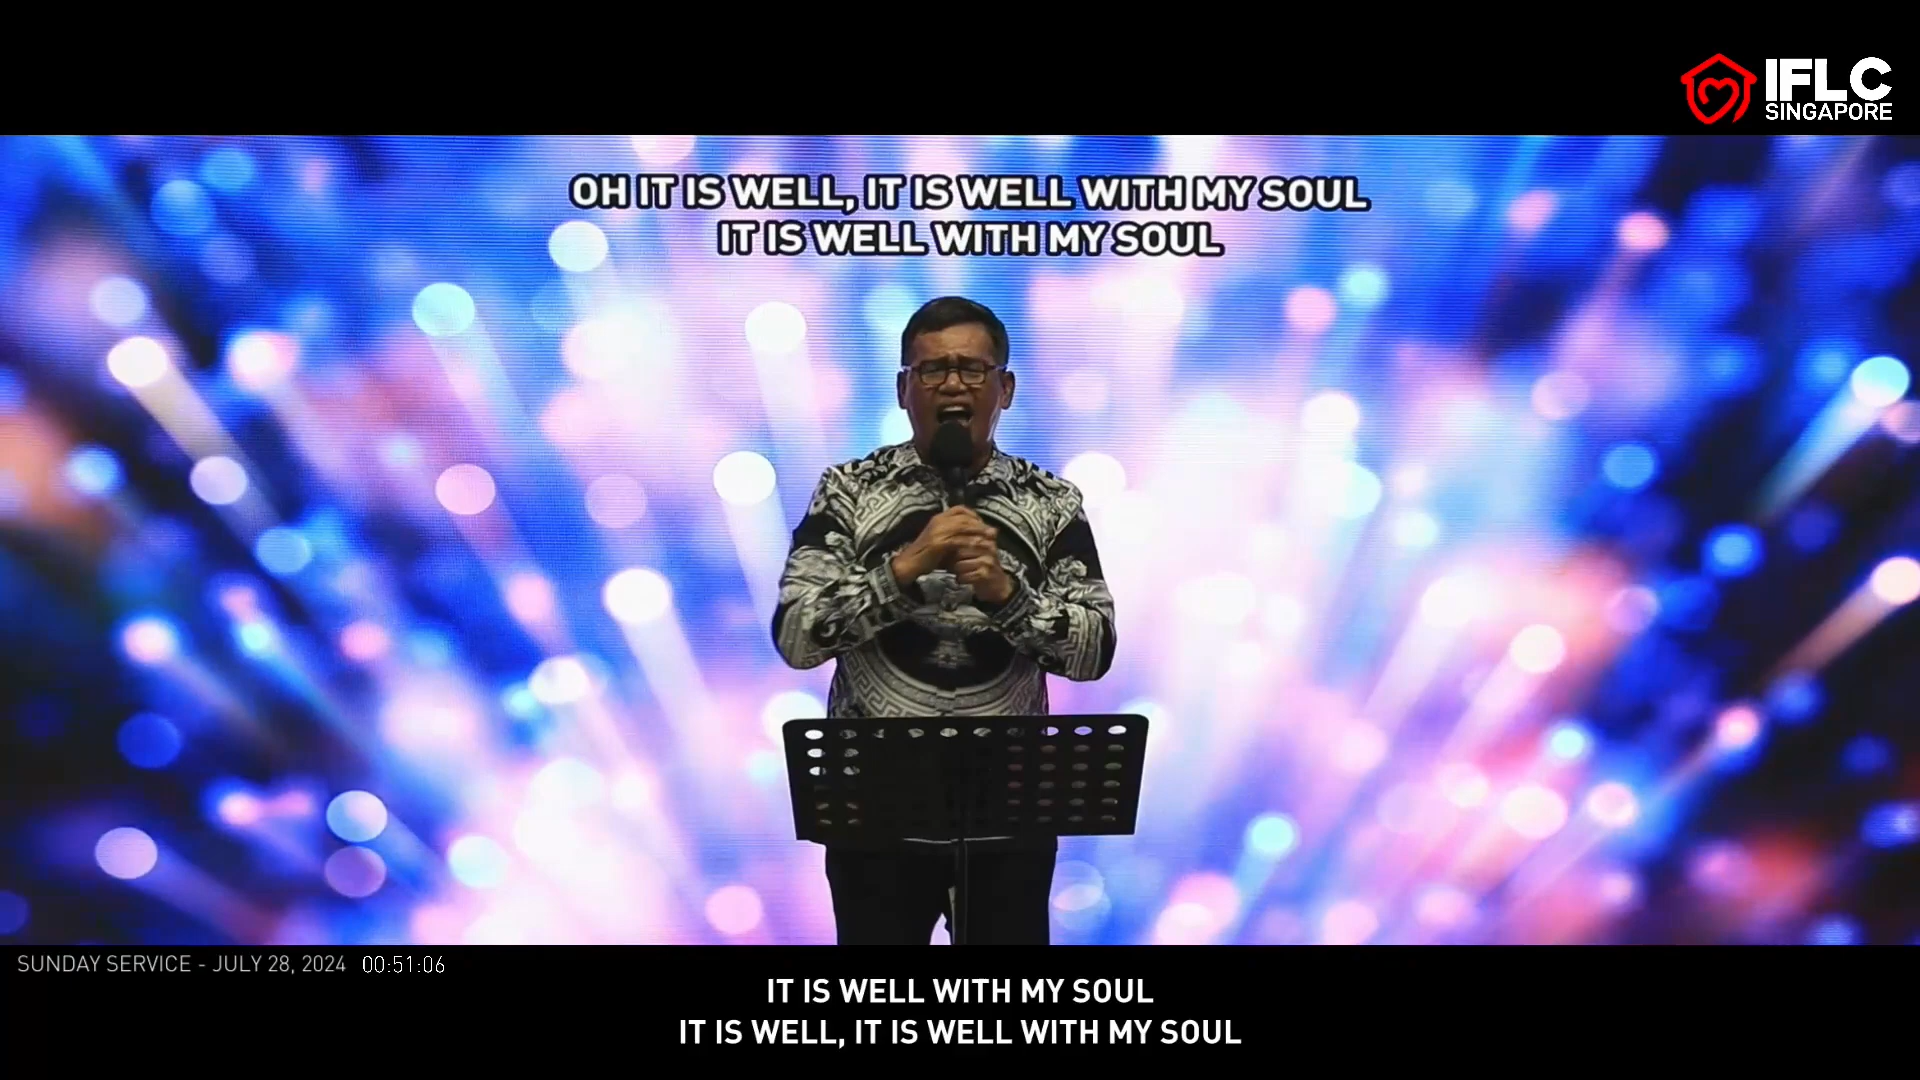 IFLC
SINGAPORE
OH IT IS WELL, IT IS WELL WITH MY SOUL
IT IS WELL WITH MY SOUL
SUNDAY SERVICE - JULY 28, 2024 00:51:06
IT IS WELL WITH MY SOUL
IT IS WELL, IT IS WELL WITH MY SOUL